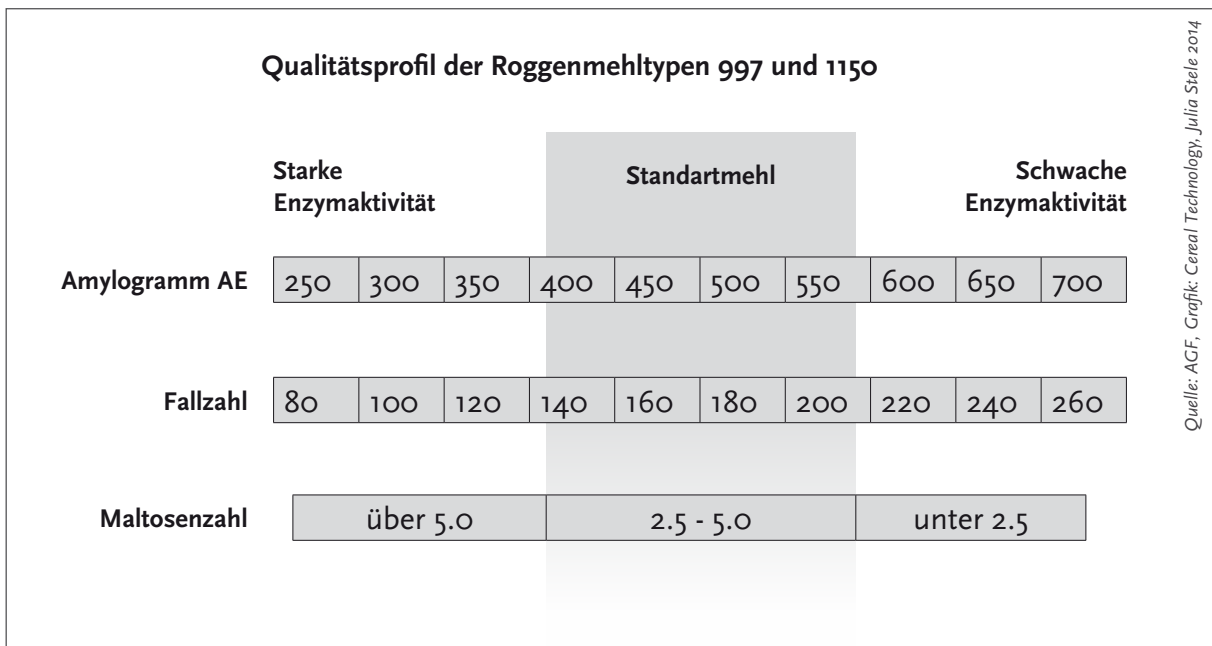 Qualitätsprofil der Roggenmehltypen 997 und 1150
Starke
Enzymaktivität
Standartmehl
Schwache
Enzymaktivität
Amylogramm AE 250 300 350 400 450 500 550 600 650 700
Fallzahl 80 100 120 140 160 180 200 220 240 260
Maltosenzahl über 5.0 2.5 - 5.0 unter 2.5
Quelle: AGF, Grafik: Cereal Technology, Julia Stele 2014